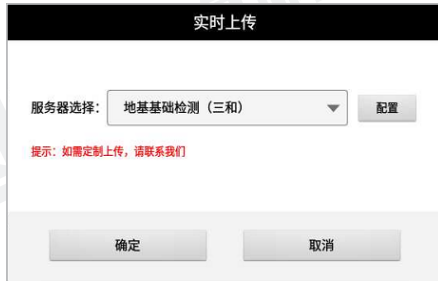 实时上传
服务器选择： 地基基础检测（三和） 配置
提示：如需定制上传，请联系我们
确定 取消